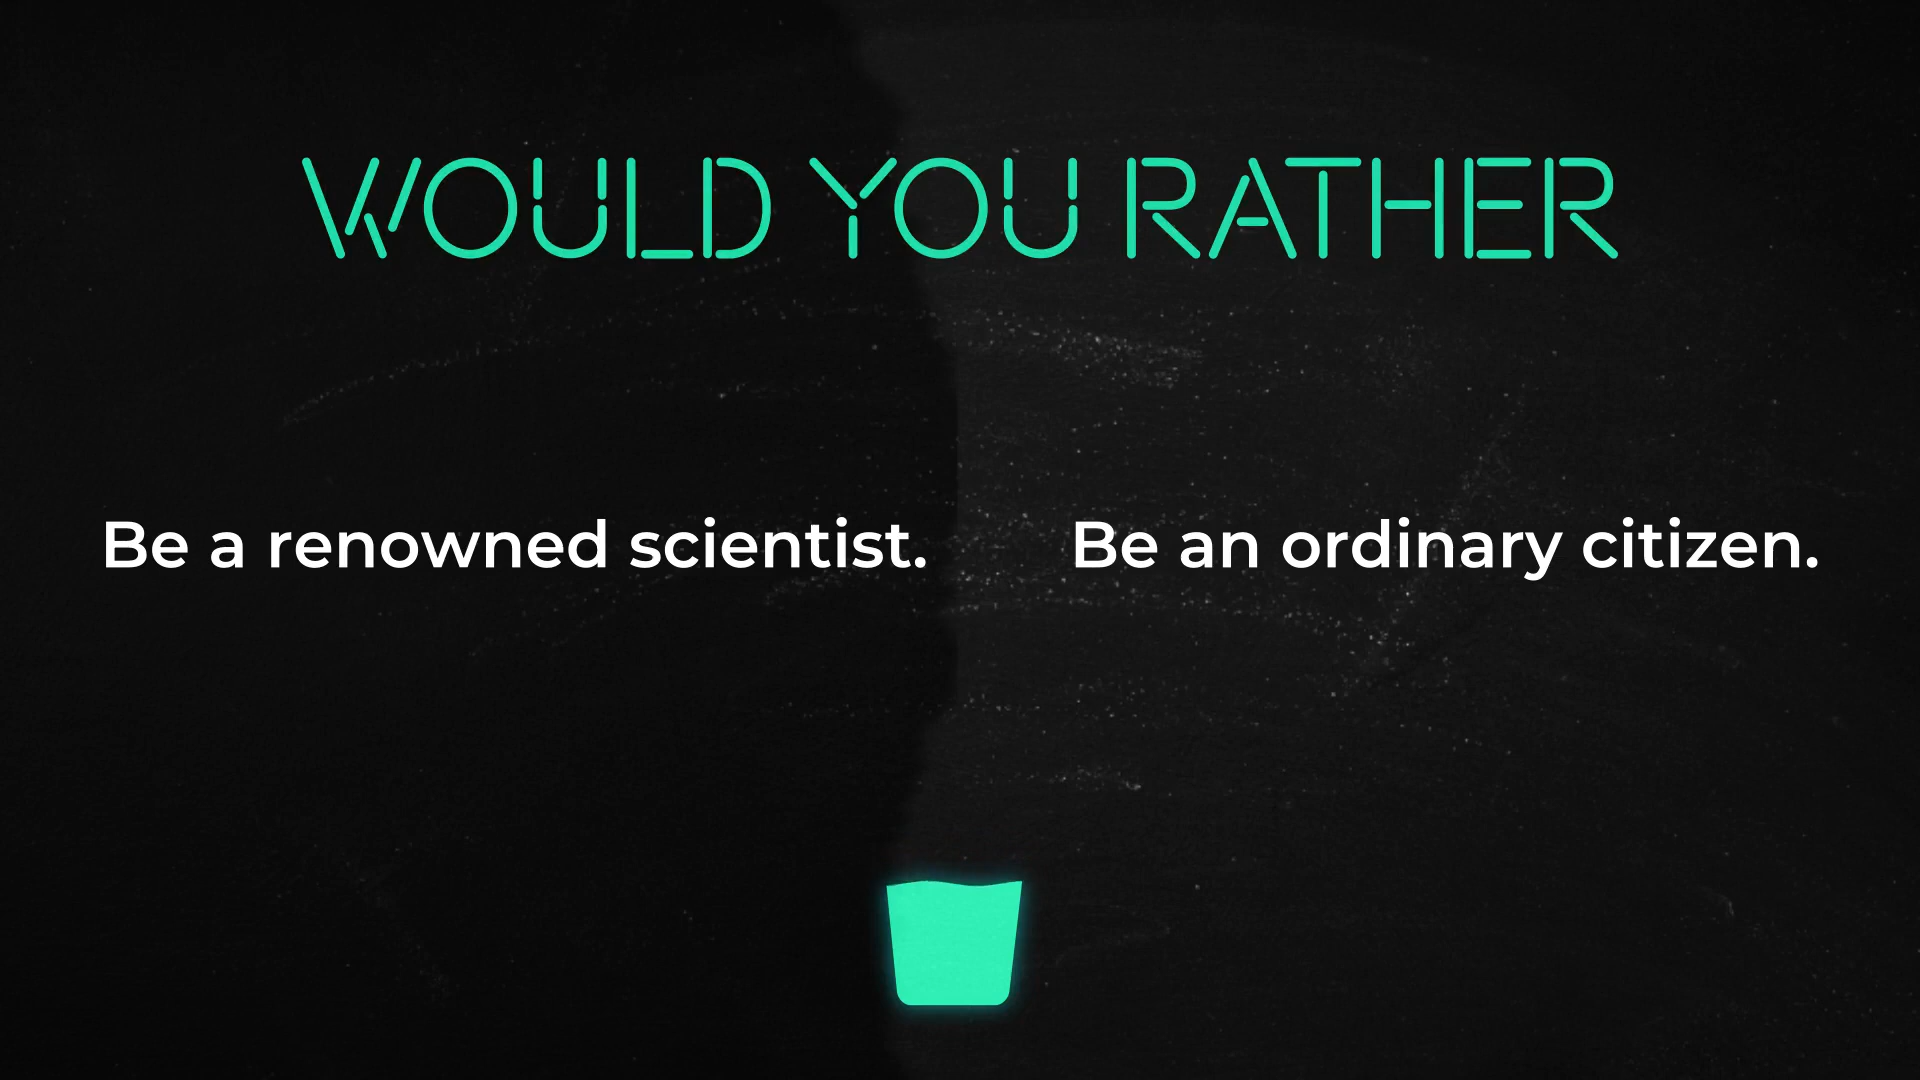 WOULD YOU RATHER
Be a renowned scientist.
Be an ordinary citizen.